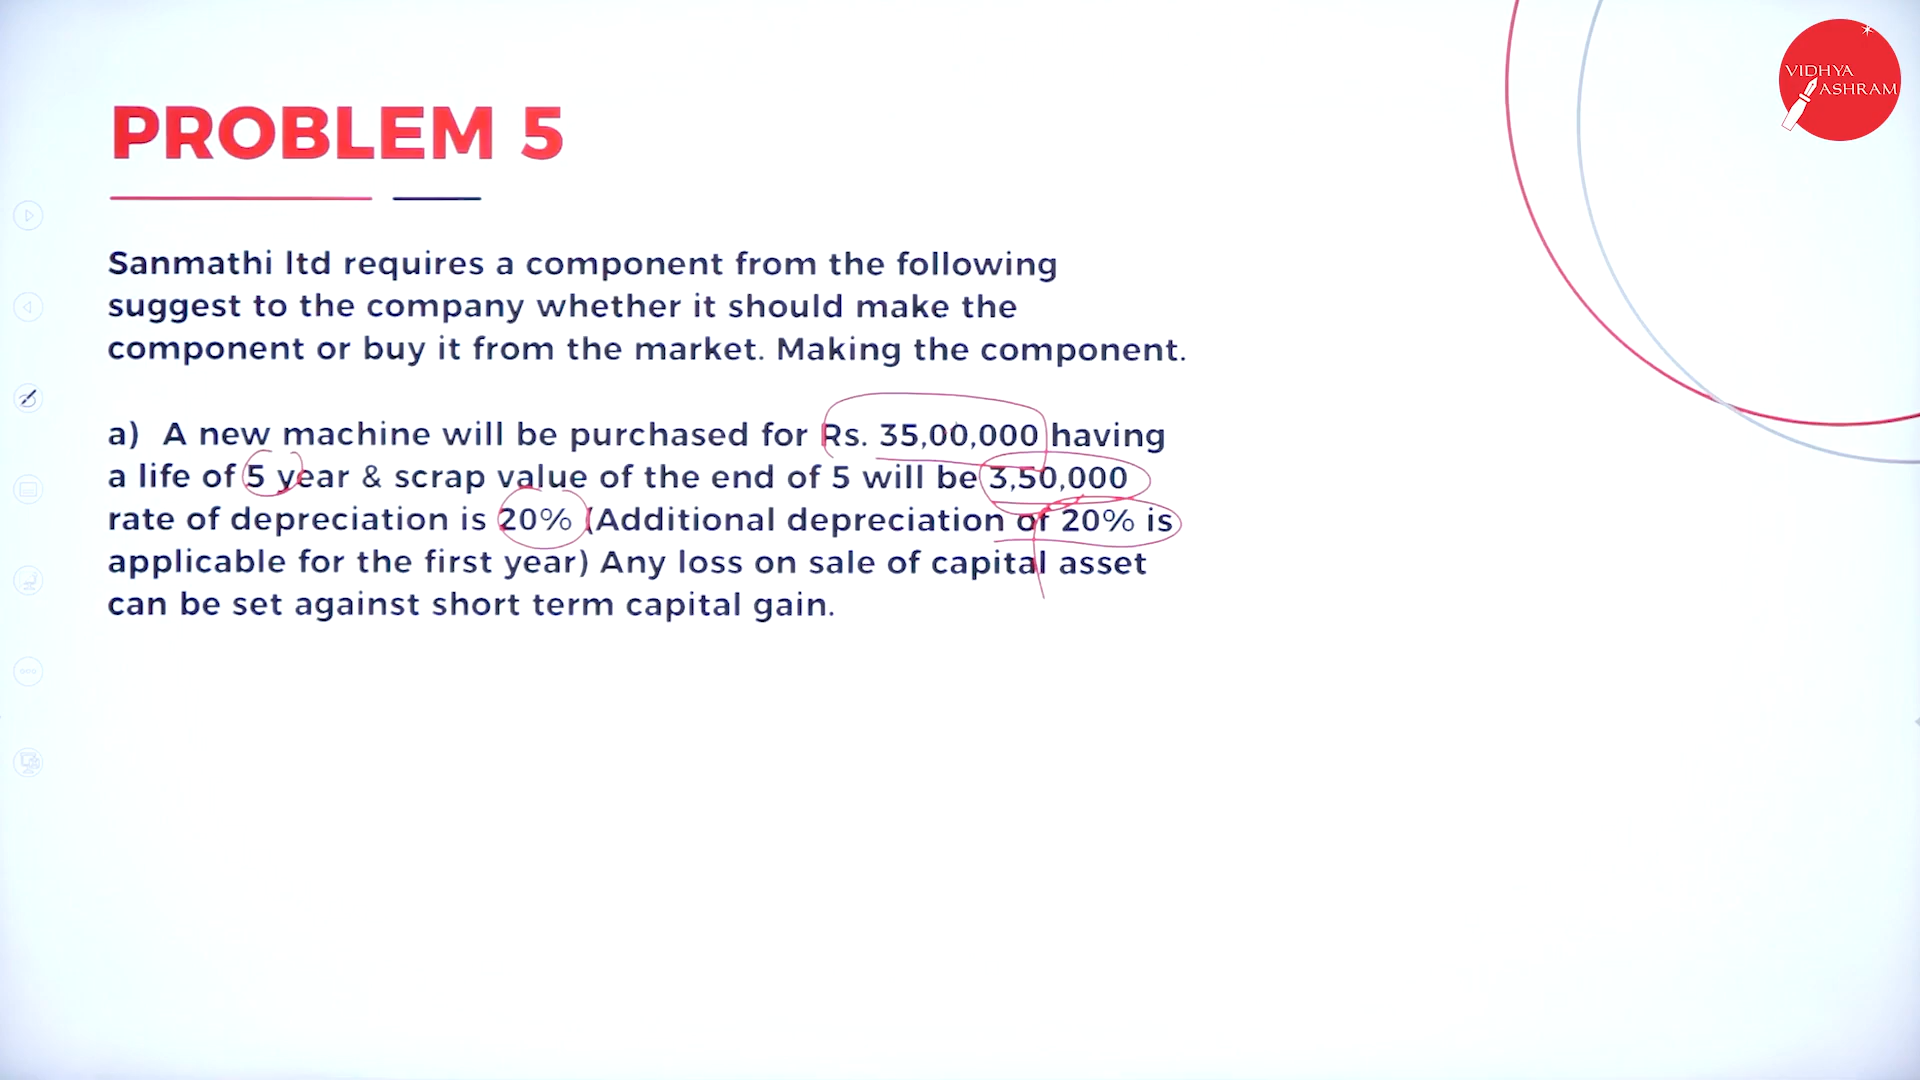 VIDHYA
ASHRAM
PROBLEM 5
Sanmathi ltd requires a component from the following
suggest to the company whether it should make the
component or buy it from the market. Making the component.
a) A new machine will be purchased for Rs. 35,00,000 having
a life of 5 year & scrap value of the end of 5 will be 3,50,000
rate of depreciation is 20% (Additional depreciation of 20% is
applicable for the first year) Any loss on sale of capital asset
can be set against short term capital gain.